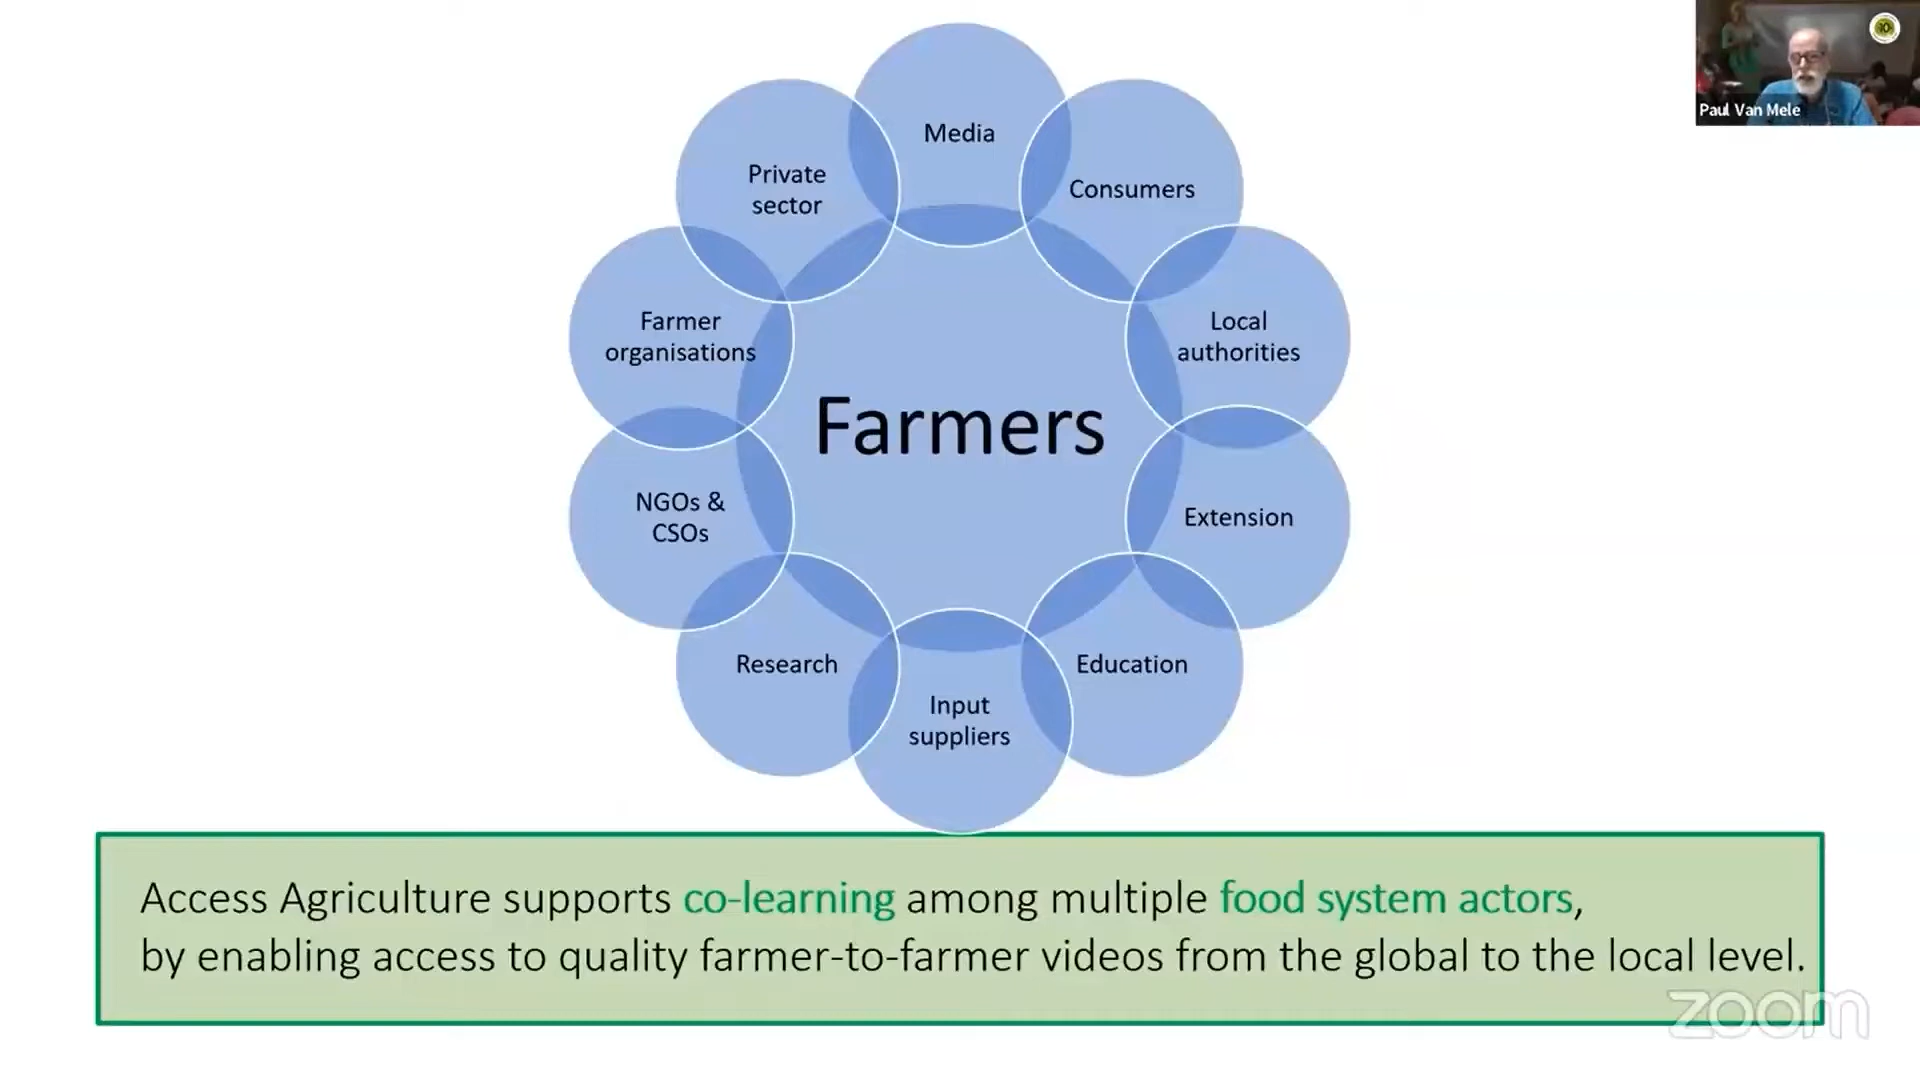 Media
Private
sector
Consumers
Farmer
organisations
Local
authorities
Farmers
NGOs &
CSOs
Extension
Research
Education
Input
suppliers
Access Agriculture supports co-learning among multiple food system actors,
by enabling access to quality farmer-to-farmer videos from the global to the local level.
Paul Van Mele
zoom